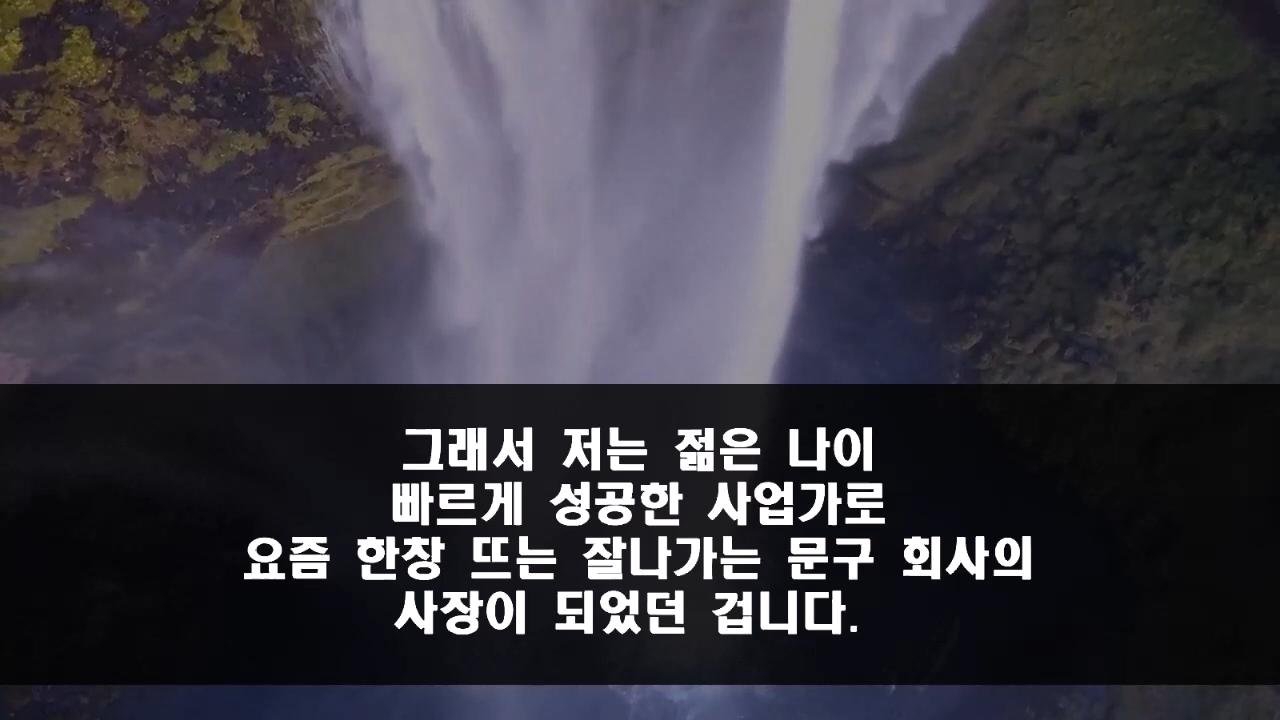 그래서 저는 젊은 나이
빠르게 성공한 사업가로
요즘 한창 뜨는 잘나가는 문구 회사의
사장이 되었던 겁니다.